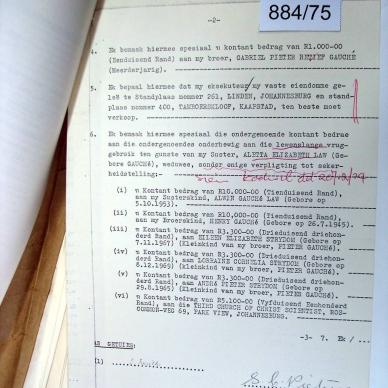 884/75
-2-
4. Ek bemaak hiermee spesiaal 'n kontant bedrag van R1.000-00
(Eenduisend Rand) aan my broer, GABRIEL PIETER RETIEF GAUCHÉ
(Meerderjarig).
5. Ek bepaal hiermee dat my eksekuteur my vaste eiendomme ge-
leë te Standplaas nommer 261, LINDEN, JOHANNESBURG en stand-
plaas nommer 400, TAMBOERSKLOOF, KAAPSTAD, ten beste moet
verkoop.
6. Ek bemaak hiermee spesiaal die ondergenoemde kontant bedrae
aan die ondergenoemdes onderhewig aan die lewenslange vrug-
gebruik ten gunste van my Suster, ALETTA ELIZABETH LAW (Ge-
bore GAUCHÉ), weduwee, sonder enige verpligting tot seker-
heidstelling:-
(i) 'n Kontant bedrag van R10.000-00 (Tienduisend Rand),
aan my Susterskind, ALWIN GAUCHÉ LAW (Gebore op
5.10.1953).
(ii) 'n Kontant bedrag van R10.000-00 (Tienduisend Rand),
aan my Broerskind, HENRY GAUCHÉ (Gebore op 26.7.1945).
(iii) 'n Kontant bedrag van R3.300-00 (Drieduisend driehon-
derd Rand) aan EILEEN ELIZABETH STRYDOM (Gebore op
7.11.1967) (Kleinkind van my broer, PIETER GAUCHÉ).
(iv) 'n Kontant bedrag van R3.300-00 (Drieduisend driehon-
derd Rand) aan LORRAINE CORNELIA STRYDOM (Gebore op
8.12.1969) (Kleinkind van my broer, PIETER GAUCHÉ).
(v) 'n Kontant bedrag van R3.300-00 (Drieduisend driehon-
derd Rand), aan ANDRÉ PIETER STRYDOM (Gebore op
29.8.1965) (Kleinkind van my broer, PIETER GAUCHÉ).
(vi) 'n Kontant bedrag van R5.100-00 (Vyfduisend Eenhonderd
Rand), aan die THIRD CHURCH OF CHRIST SCIENTIST, ROS-
COMMON-WEG 69, PARK VIEW, JOHANNESBURG.
-3- 7. Ek /...
AS GETUIE:
(1)